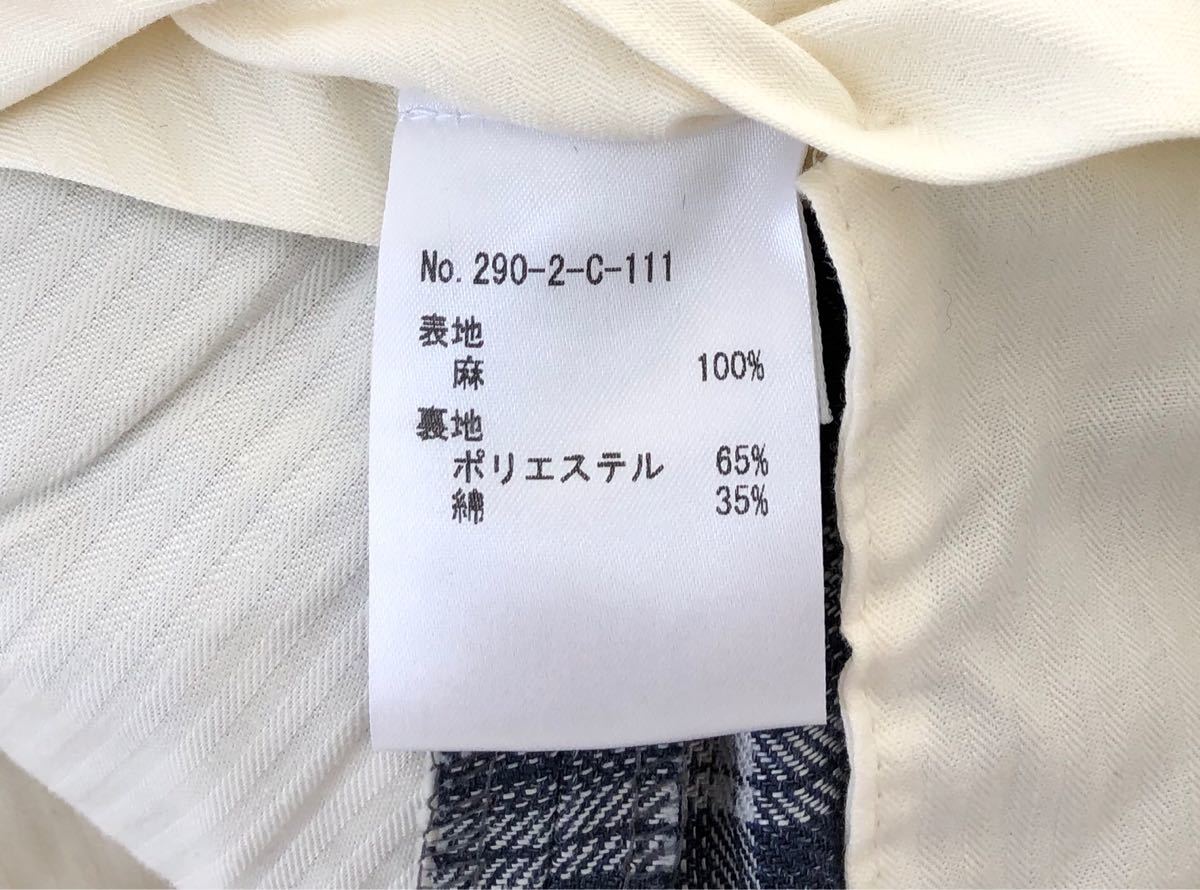 No. 290-2-C-111
表地
麻 100%
裏地
ポリエステル 65%
綿 35%